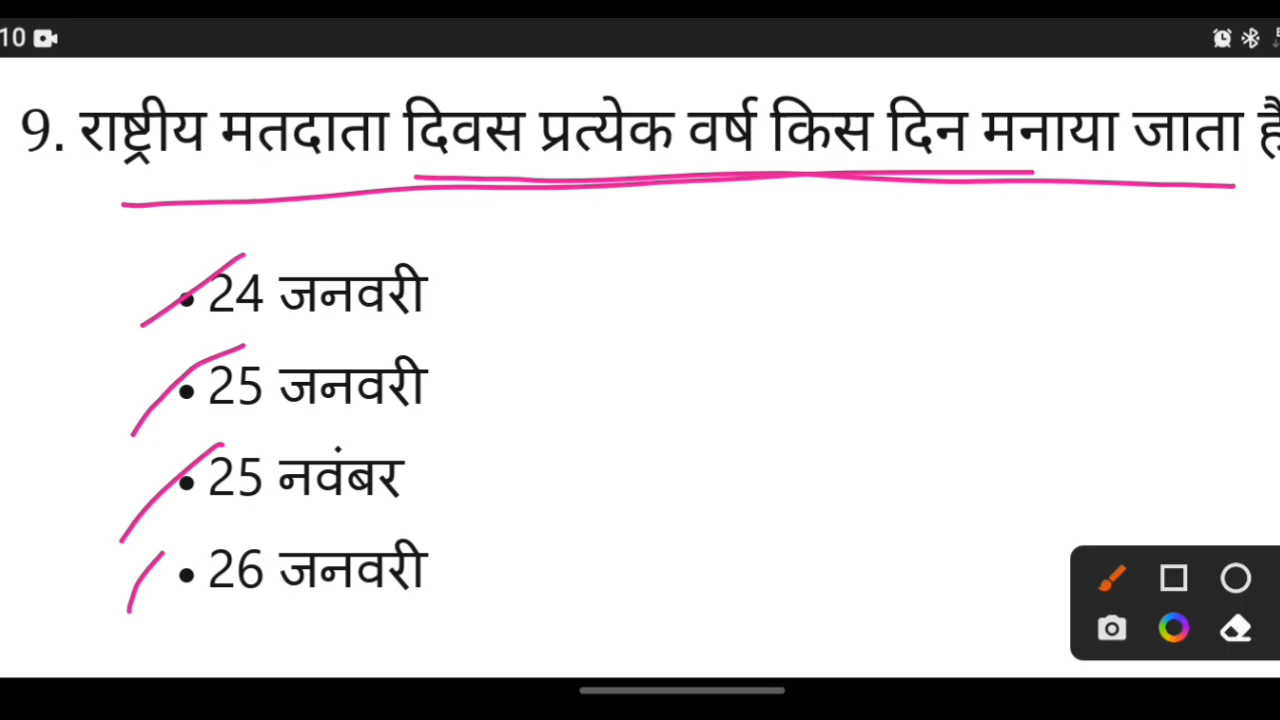 10
9. राष्ट्रीय मतदाता दिवस प्रत्येक वर्ष किस दिन मनाया जाता है
• 24 जनवरी
• 25 जनवरी
• 25 नवंबर
• 26 जनवरी